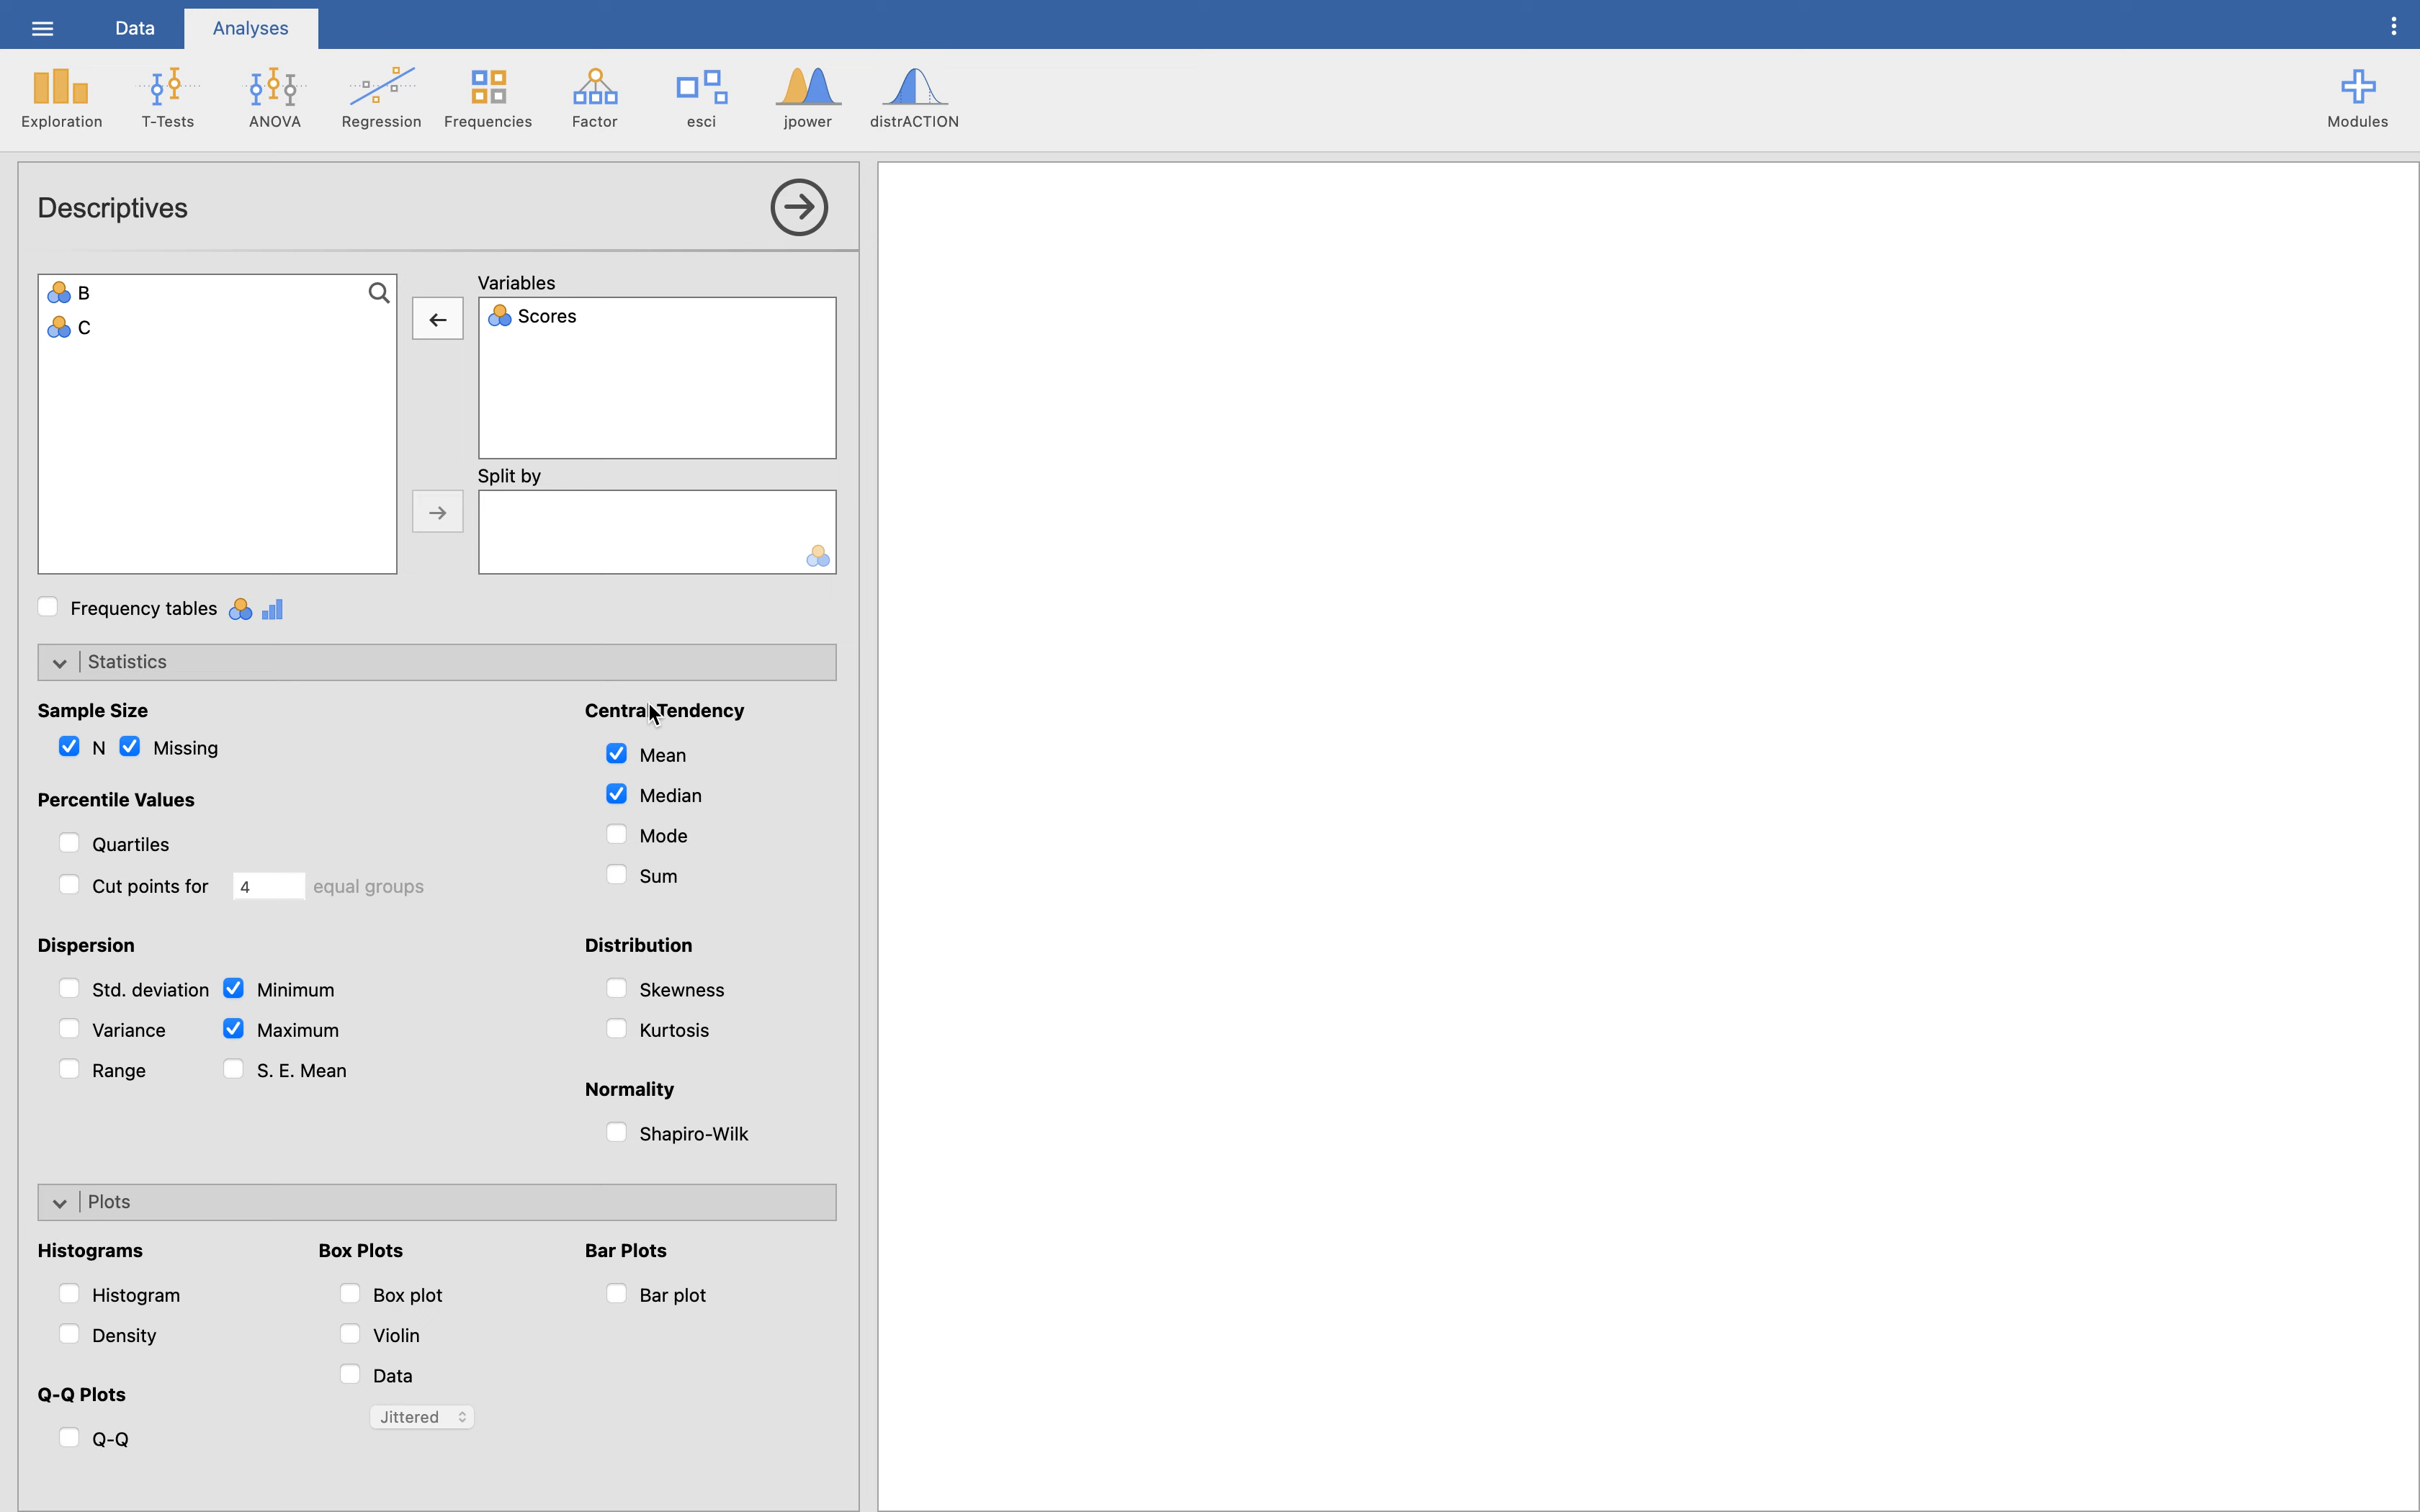 Data Analyses
Exploration T-Tests ANOVA Regression Frequencies Factor esci jpower distrACTION Modules
Descriptives
B
C
Variables
Scores
Split by
Frequency tables
Statistics
Sample Size
N Missing
Percentile Values
Quartiles
Cut points for 4 equal groups
Central Tendency
Mean
Median
Mode
Sum
Dispersion
Std. deviation Minimum
Variance Maximum
Range S. E. Mean
Distribution
Skewness
Kurtosis
Normality
Shapiro-Wilk
Plots
Histograms
Histogram
Density
Q-Q Plots
Q-Q
Box Plots
Box plot
Violin
Data
Jittered
Bar Plots
Bar plot